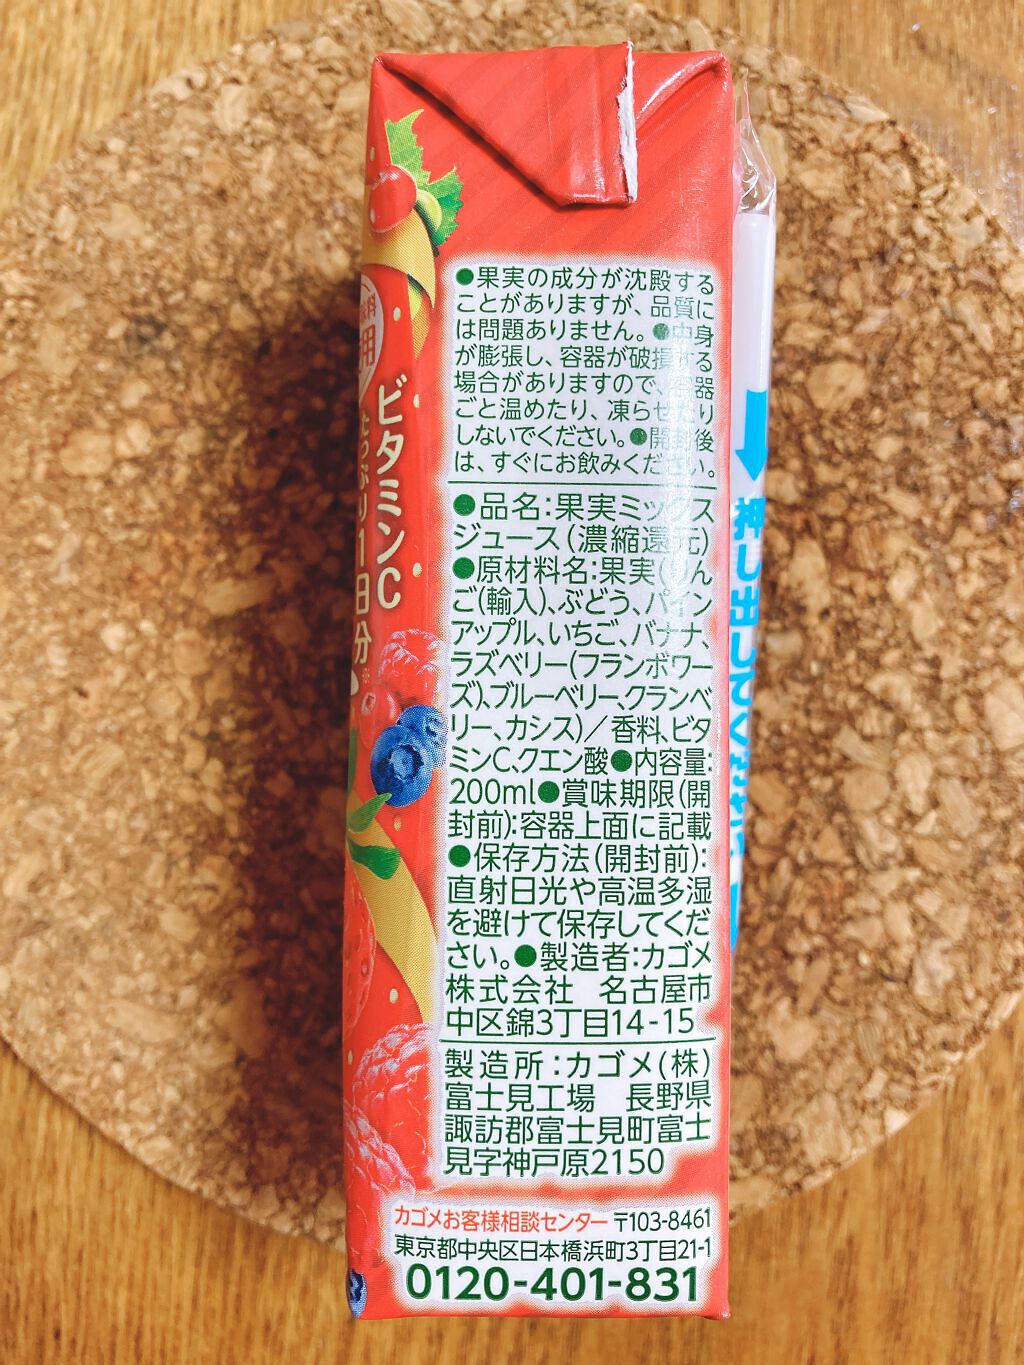 ●果実の成分が沈殿する
ことがありますが、品質に
は問題ありません。●中身
が膨張し、容器が破損する
場合がありますので、容器
ごと温めたり、凍らせたり
しないでください。●開封後
は、すぐにお飲みください。
●品名:果実ミックス
ジュース(濃縮還元)
●原材料名:果実(りん
ご(輸入)、ぶどう、パイン
アップル、いちご、バナナ、
ラズベリー(フランボワー
ズ)、ブルーベリー、クランベ
リー、カシス)/香料、ビタ
ミンC、クエン酸●内容量:
200ml●賞味期限(開
封前):容器上面に記載
●保存方法(開封前):
直射日光や高温多湿
を避けて保存してくだ
さい。●製造者:カゴメ
株式会社 名古屋市
中区錦3丁目14-15
製造所:カゴメ(株)
富士見工場 長野県
諏訪郡富士見町富士
見字神戸原2150
カゴメお客様相談センター 〒103-8461
東京都中央区日本橋浜町3丁目21-1
0120-401-831
ビタミンC
たっぷり1日分※
押し出してください